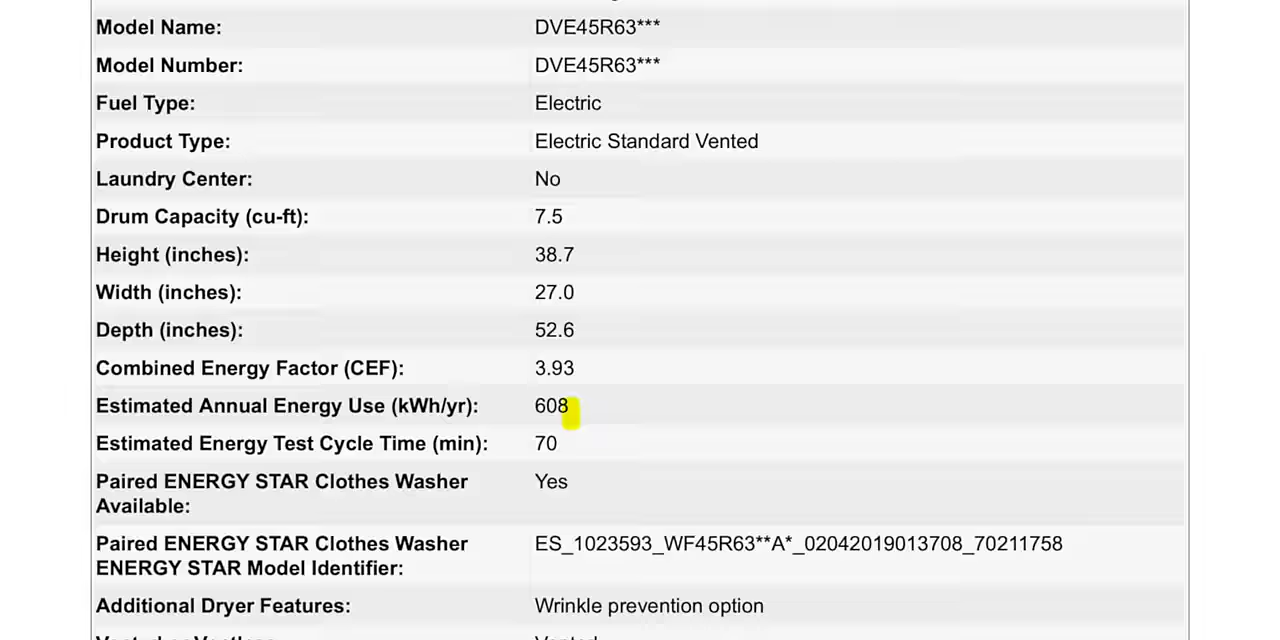 Model Name: DVE45R63***
Model Number: DVE45R63***
Fuel Type: Electric
Product Type: Electric Standard Vented
Laundry Center: No
Drum Capacity (cu-ft): 7.5
Height (inches): 38.7
Width (inches): 27.0
Depth (inches): 52.6
Combined Energy Factor (CEF): 3.93
Estimated Annual Energy Use (kWh/yr): 608
Estimated Energy Test Cycle Time (min): 70
Paired ENERGY STAR Clothes Washer Yes
Available:
Paired ENERGY STAR Clothes Washer ES_1023593_WF45R63**A*_02042019013708_70211758
ENERGY STAR Model Identifier:
Additional Dryer Features: Wrinkle prevention option